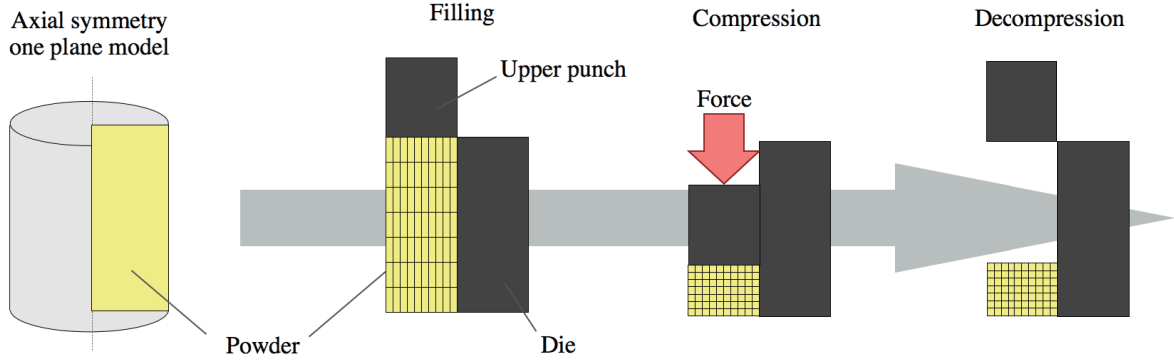 Axial symmetry
one plane model
Filling
Compression
Decompression
Upper punch
Force
Powder
Die